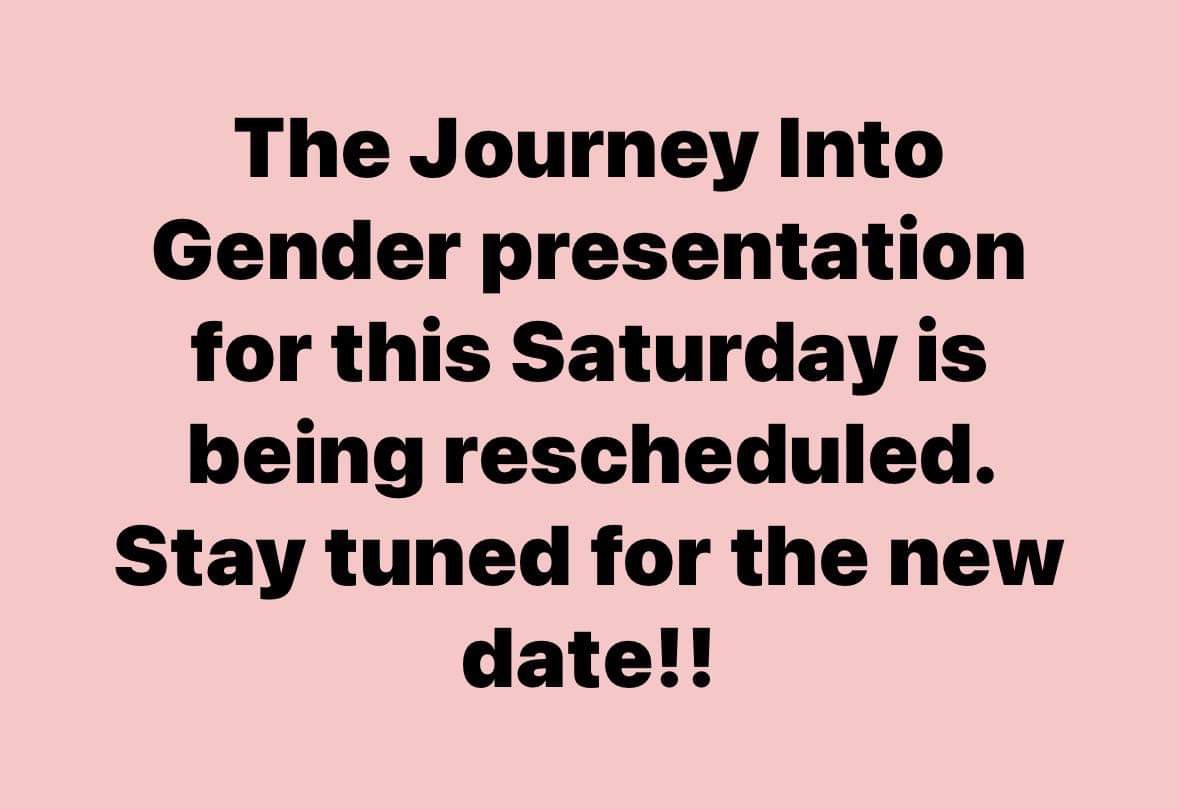 The Journey Into
Gender presentation
for this Saturday is
being rescheduled.
Stay tuned for the new
date!!